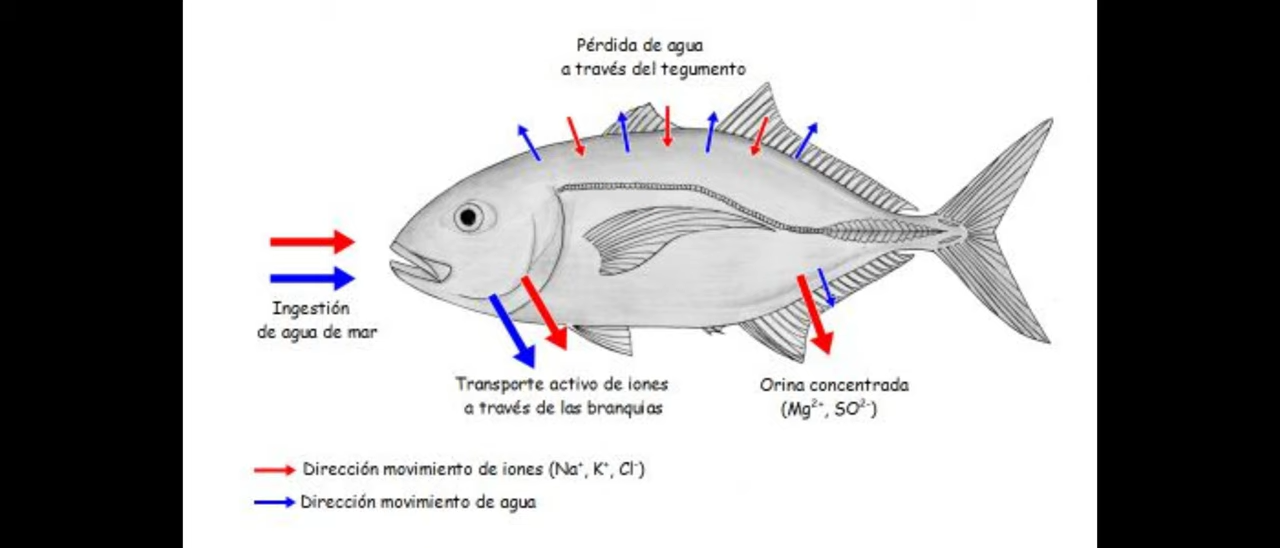 Pérdida de agua
a través del tegumento
Ingestión
de agua de mar
Transporte activo de iones
a través de las branquias
Orina concentrada
(Mg²⁺, SO²⁻)
Dirección movimiento de iones (Na⁺, K⁺, Cl⁻)
Dirección movimiento de agua